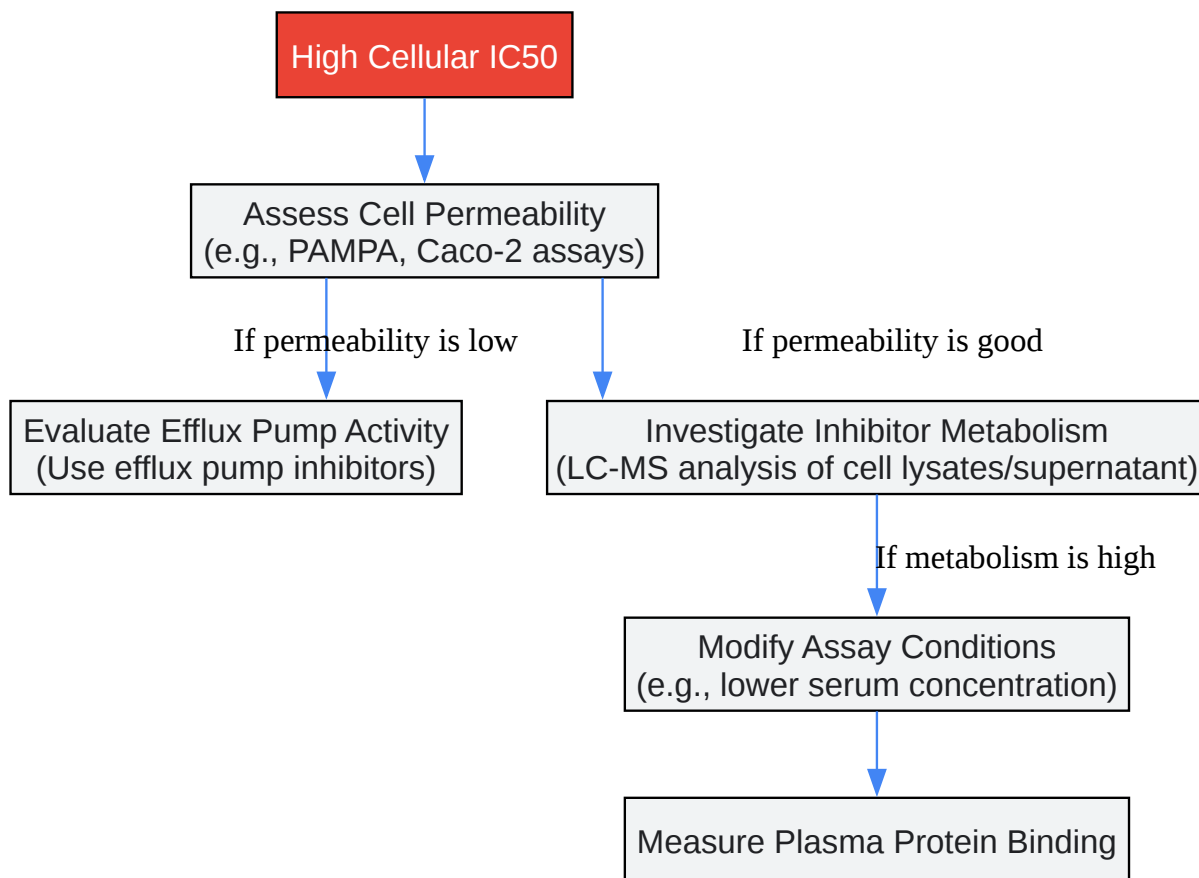 High Cellular IC50
Assess Cell Permeability
(e.g., PAMPA, Caco-2 assays)
If permeability is low
If permeability is good
Evaluate Efflux Pump Activity
(Use efflux pump inhibitors)
Investigate Inhibitor Metabolism
(LC-MS analysis of cell lysates/supernatant)
If metabolism is high
Modify Assay Conditions
(e.g., lower serum concentration)
Measure Plasma Protein Binding